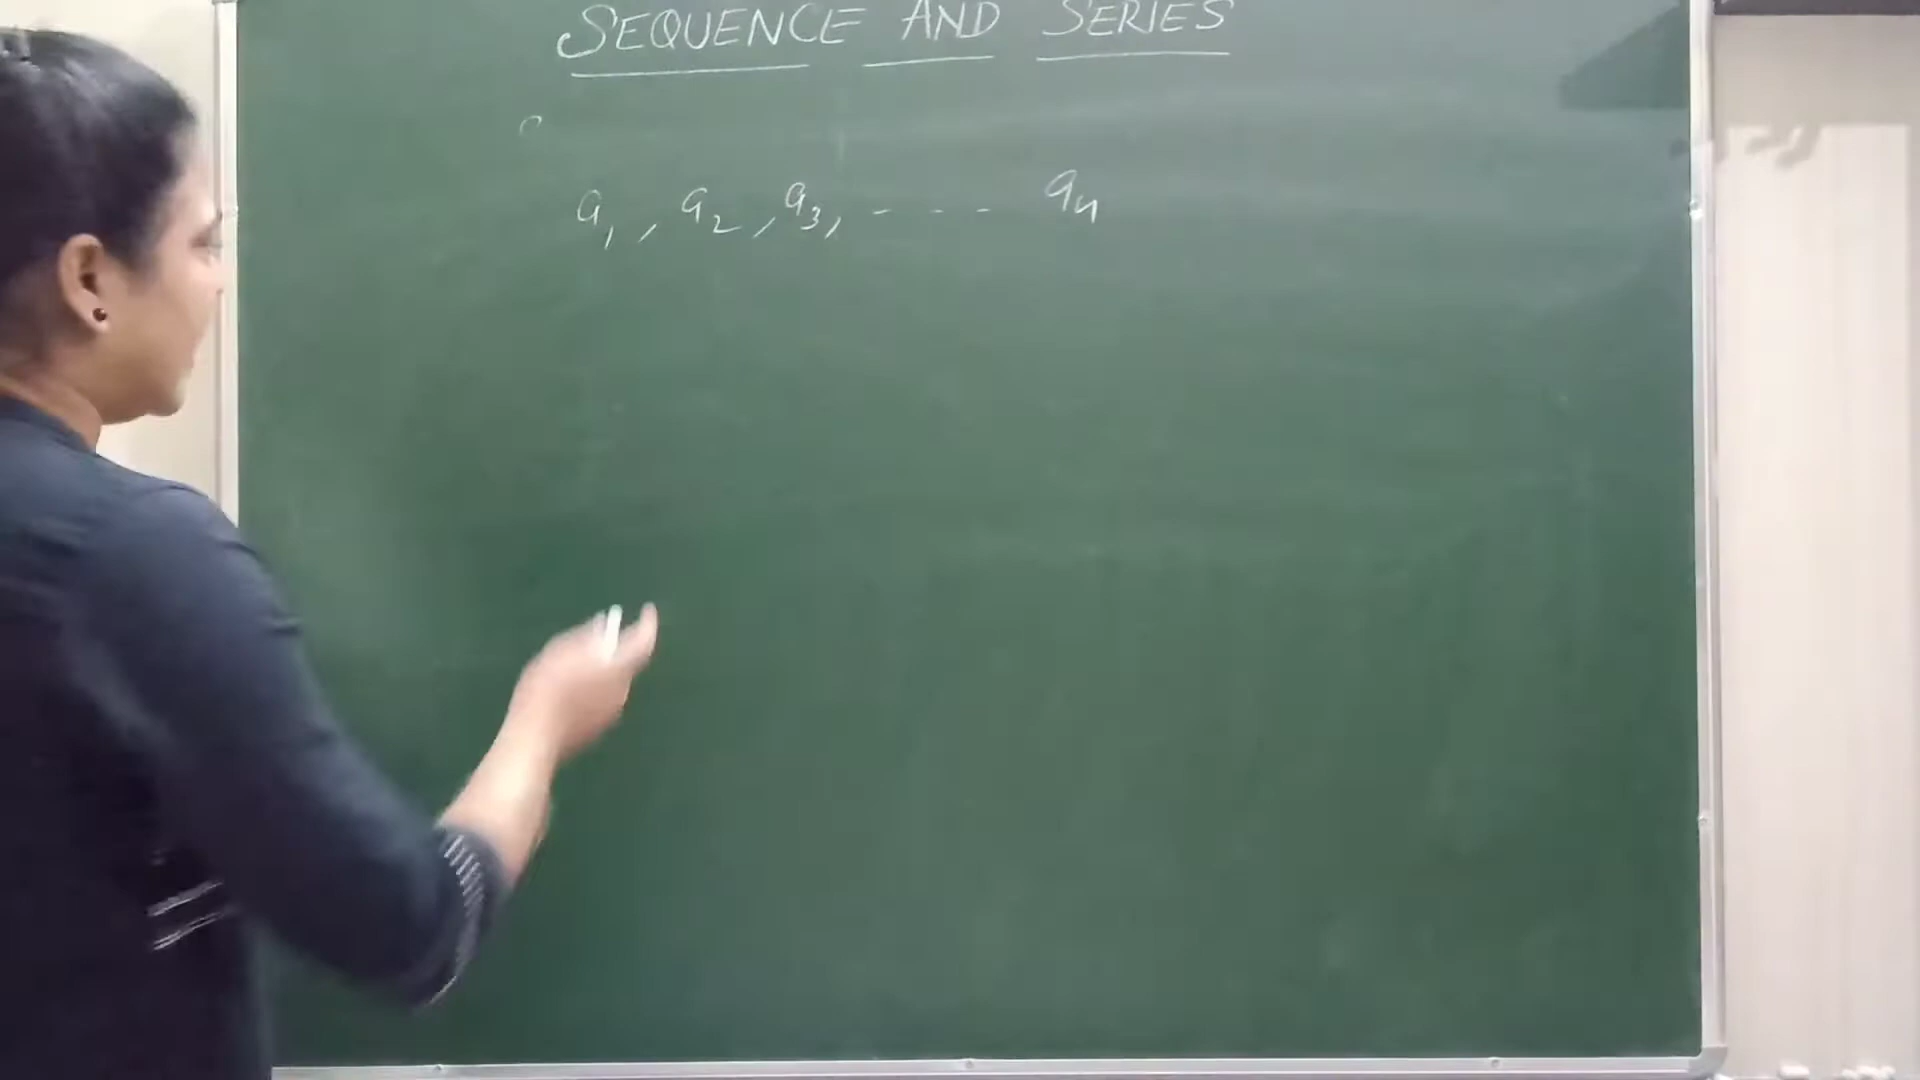 SEQUENCE AND SERIES
a₁, a₂, a₃, - - - - aₙ